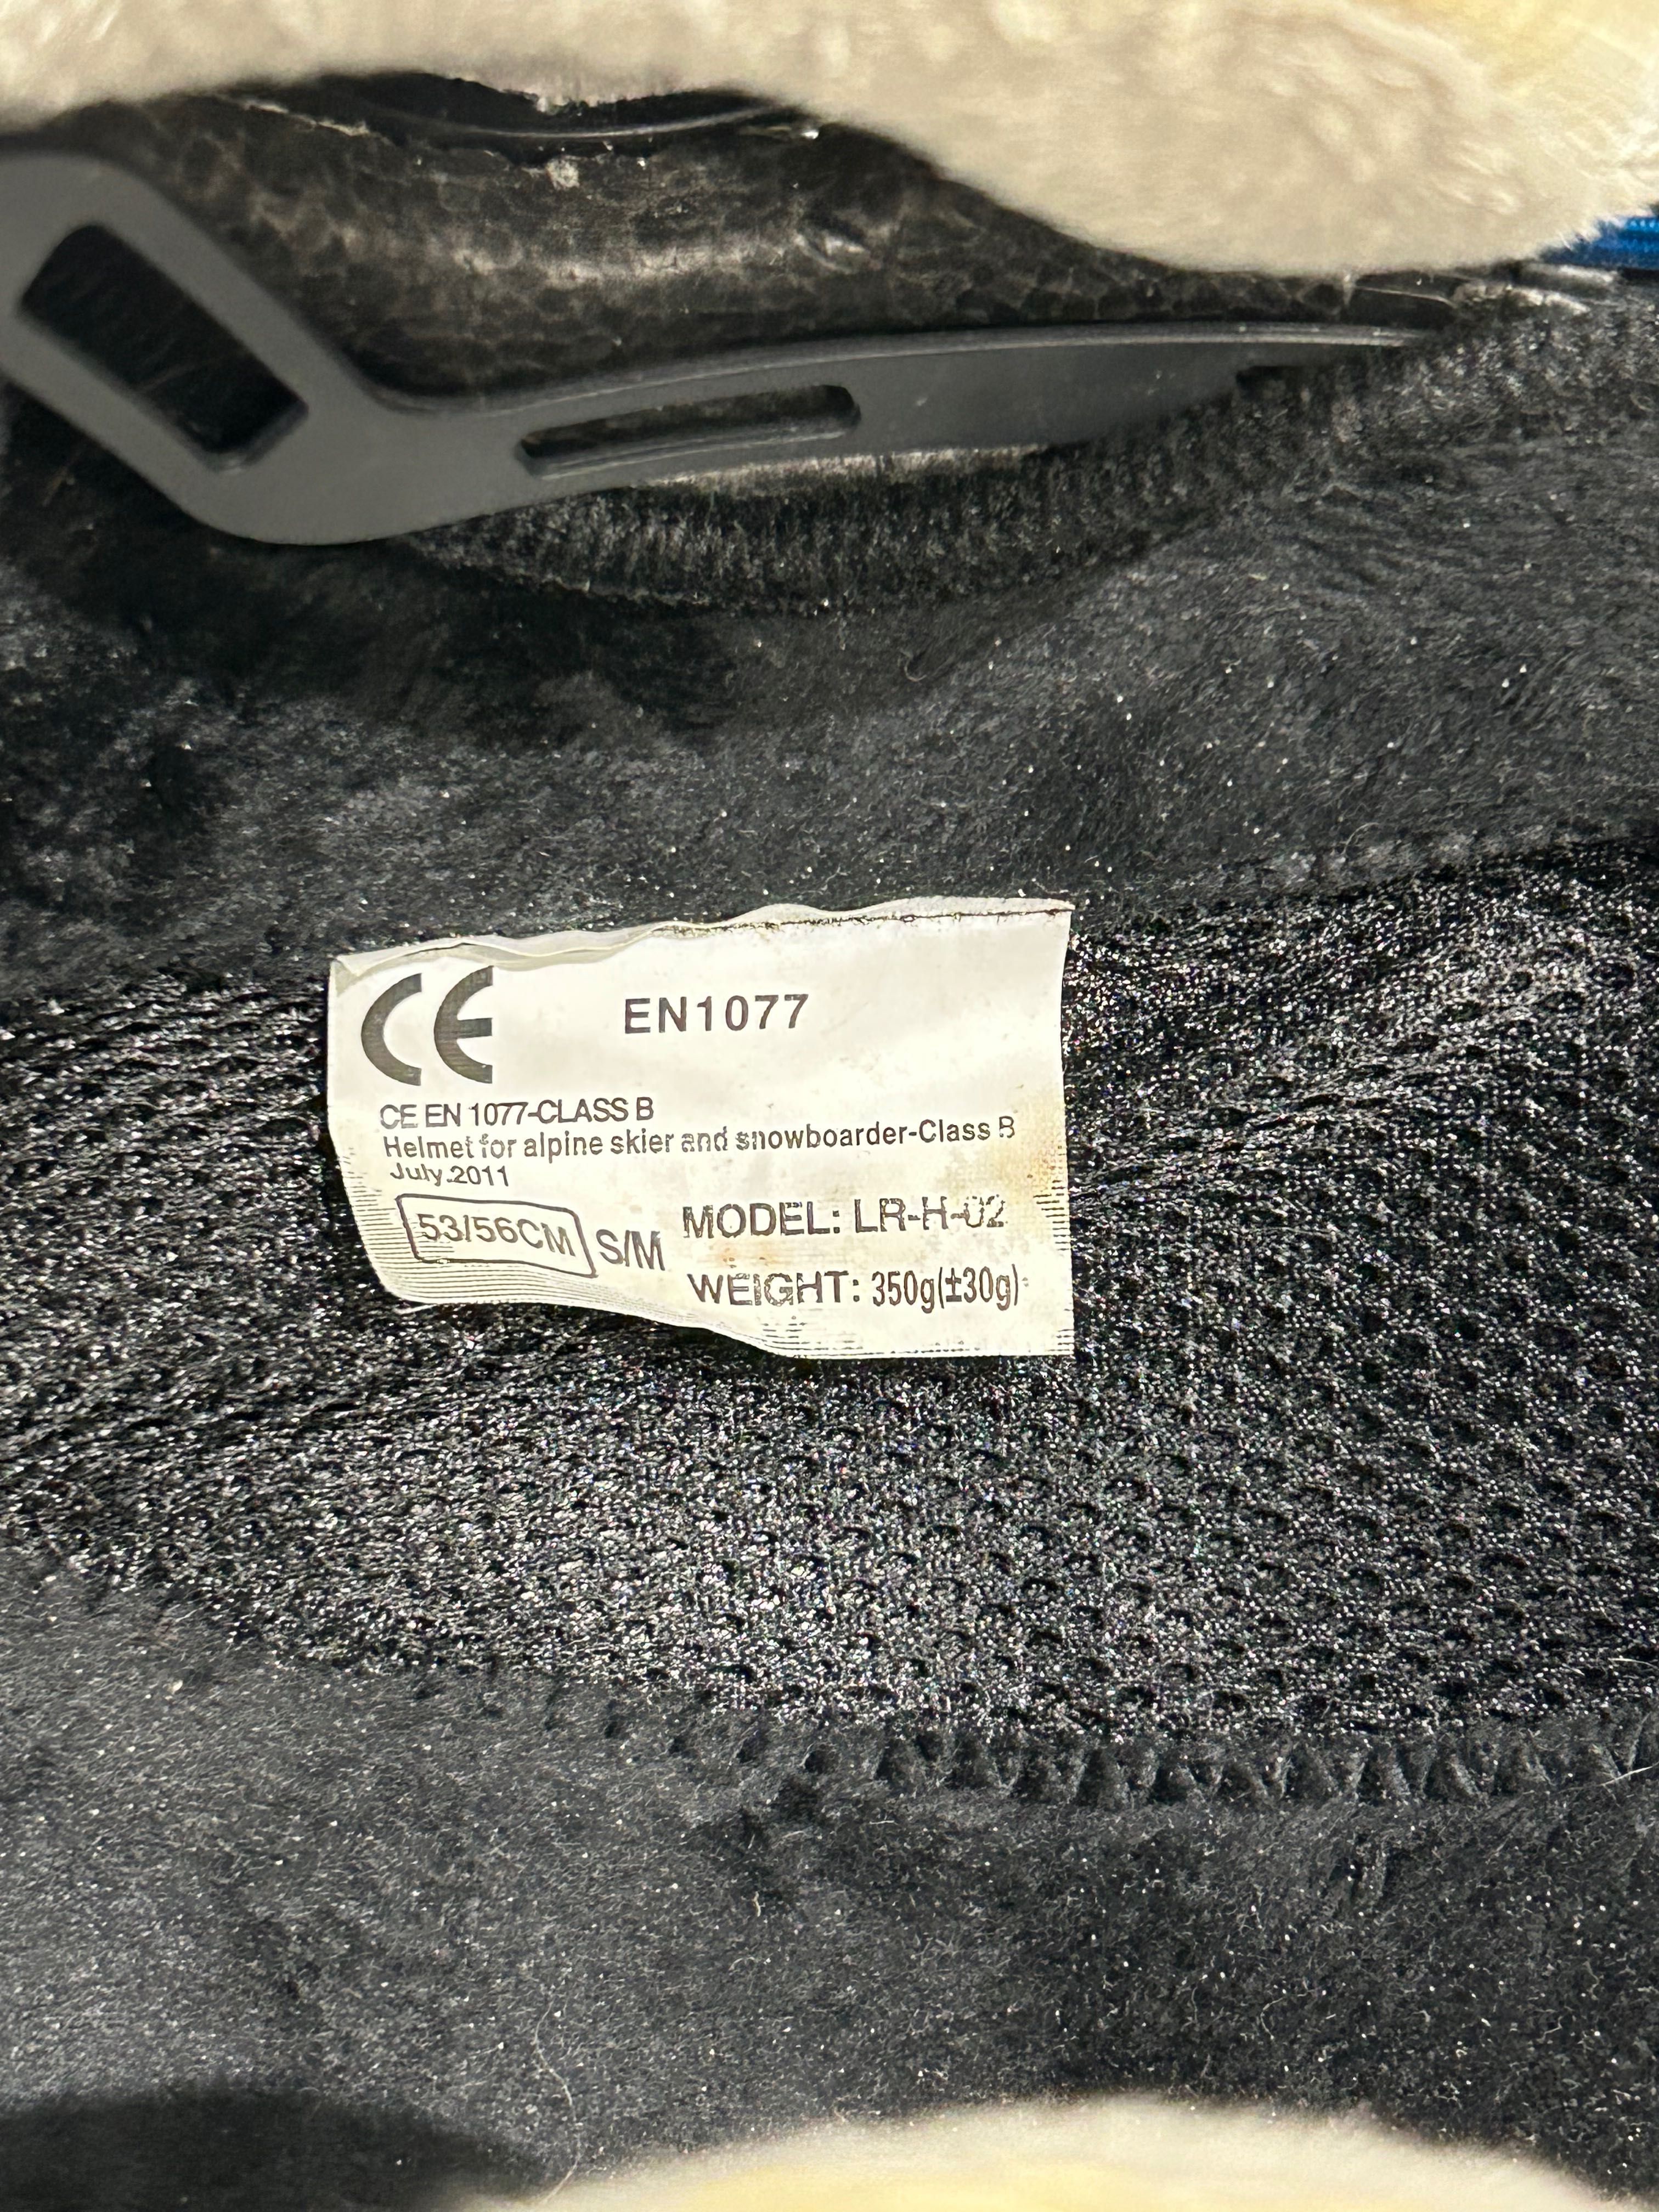 CE EN1077
CE EN 1077-CLASS B
Helmet for alpine skier and snowboarder-Class B
July.2011
53/56CM S/M MODEL: LR-H-02
WEIGHT: 350g(±30g)